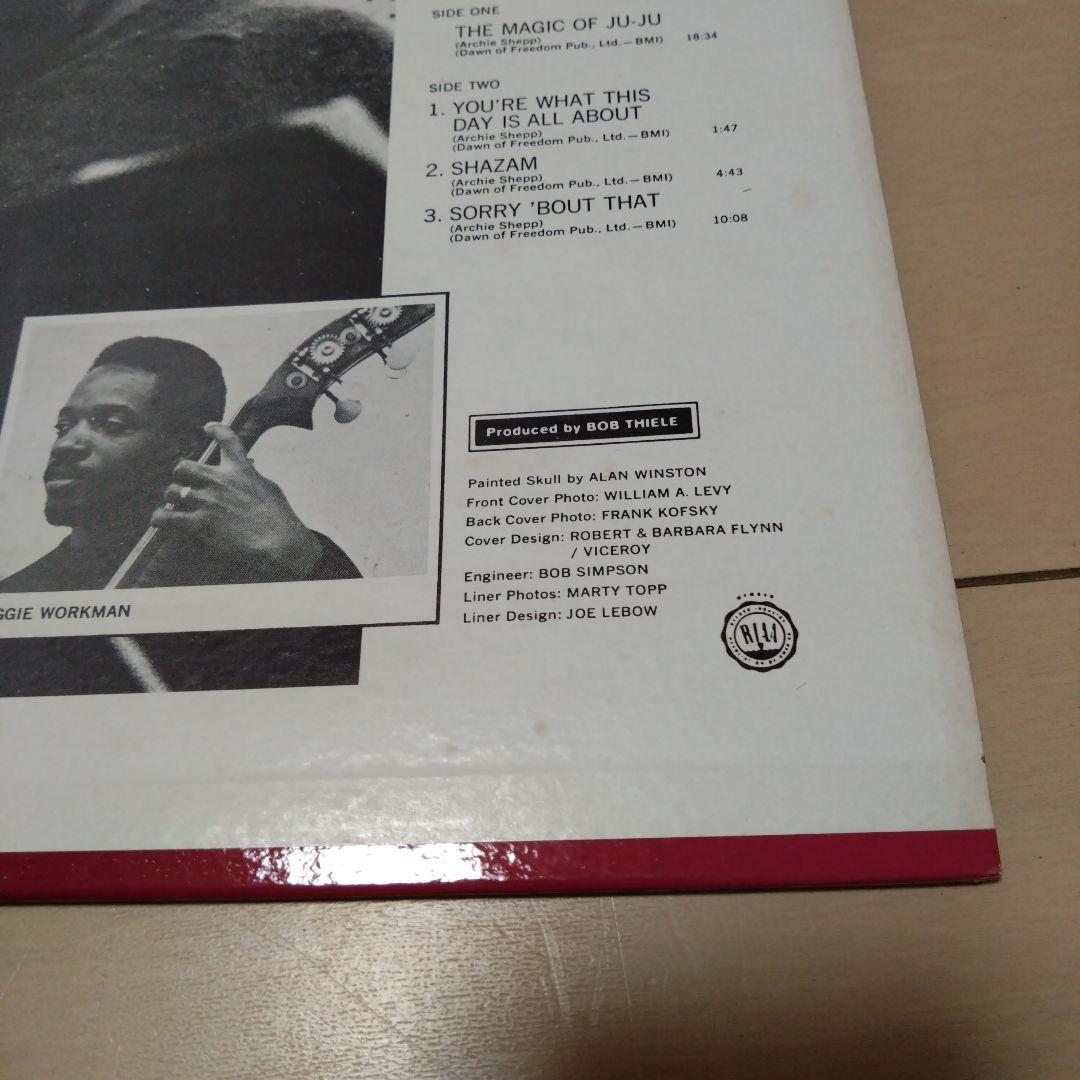 SIDE ONE
THE MAGIC OF JU-JU
(Archie Shepp)
(Dawn of Freedom Pub., Ltd.—BMI) 18:34
SIDE TWO
1. YOU'RE WHAT THIS
DAY IS ALL ABOUT
(Archie Shepp)
(Dawn of Freedom Pub., Ltd.—BMI) 1:47
2. SHAZAM
(Archie Shepp)
(Dawn of Freedom Pub., Ltd.—BMI) 4:43
3. SORRY 'BOUT THAT
(Archie Shepp)
(Dawn of Freedom Pub., Ltd.—BMI) 10:08
GGIE WORKMAN
Produced by BOB THIELE
Painted Skull by ALAN WINSTON
Front Cover Photo: WILLIAM A. LEVY
Back Cover Photo: FRANK KOFSKY
Cover Design: ROBERT & BARBARA FLYNN
/ VICEROY
Engineer: BOB SIMPSON
Liner Photos: MARTY TOPP
Liner Design: JOE LEBOW